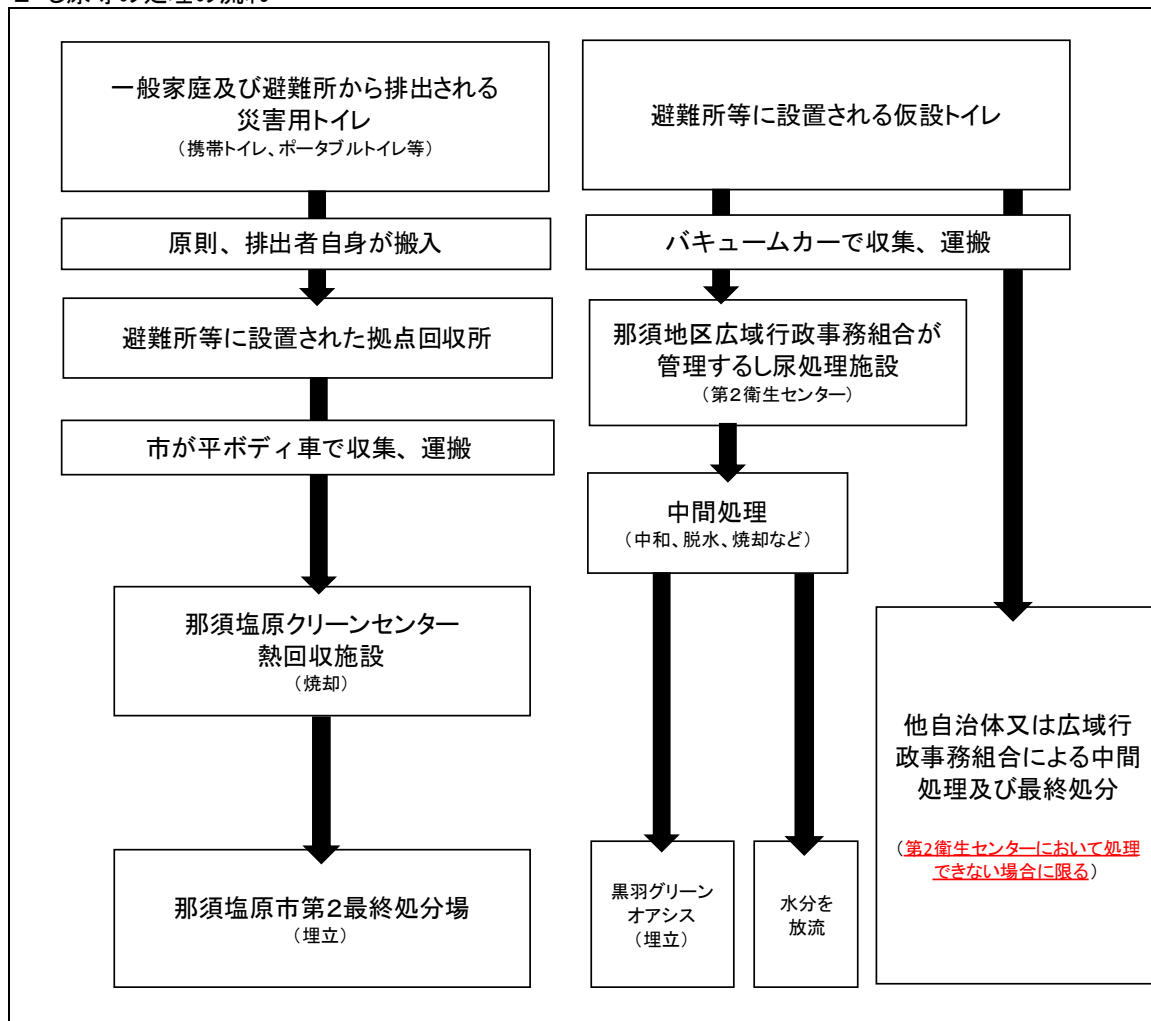 2 し尿等の処理の流れ
一般家庭及び避難所から排出される
災害用トイレ
（携帯トイレ、ポータブルトイレ等）
原則、排出者自身が搬入
避難所等に設置された拠点回収所
市が平ボディ車で収集、運搬
那須塩原クリーンセンター
熱回収施設
（焼却）
那須塩原市第２最終処分場
（埋立）
避難所等に設置される仮設トイレ
バキュームカーで収集、運搬
那須地区広域行政事務組合が
管理するし尿処理施設
（第２衛生センター）
中間処理
（中和、脱水、焼却など）
黒羽グリーン
オアシス
（埋立）
水分を
放流
他自治体又は広域行
政事務組合による中間
処理及び最終処分
（第2衛生センターにおいて処理
できない場合に限る）